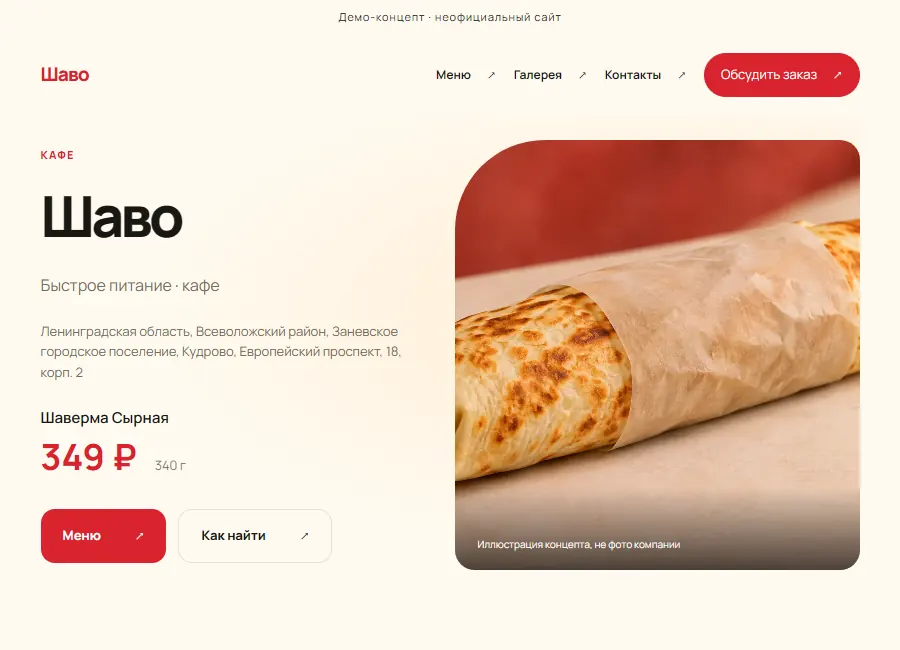 Демо-концепт · неофициальный сайт
Шаво
Меню ↗ Галерея ↗ Контакты ↗ Обсудить заказ ↗
КАФЕ
Шаво
Быстрое питание · кафе
Ленинградская область, Всеволожский район, Заневское
городское поселение, Кудрово, Европейский проспект, 18,
корп. 2
Шаверма Сырная
349 ₽ 340 г
Меню ↗ Как найти ↗
Иллюстрация концепта, не фото компании